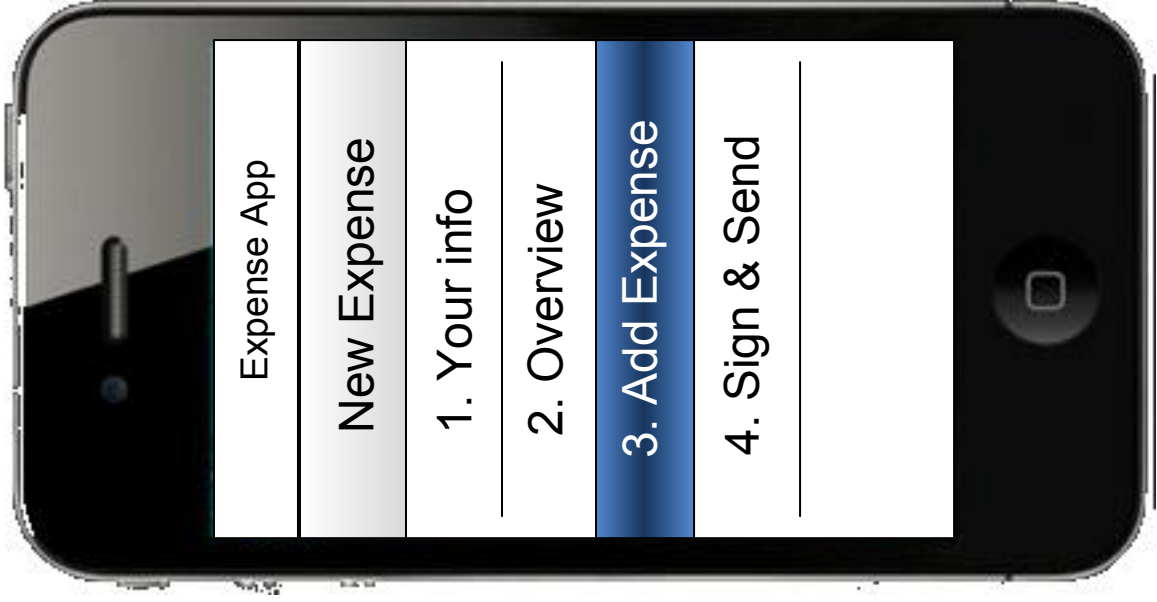 Expense App
New Expense
1. Your info
2. Overview
3. Add Expense
4. Sign & Send